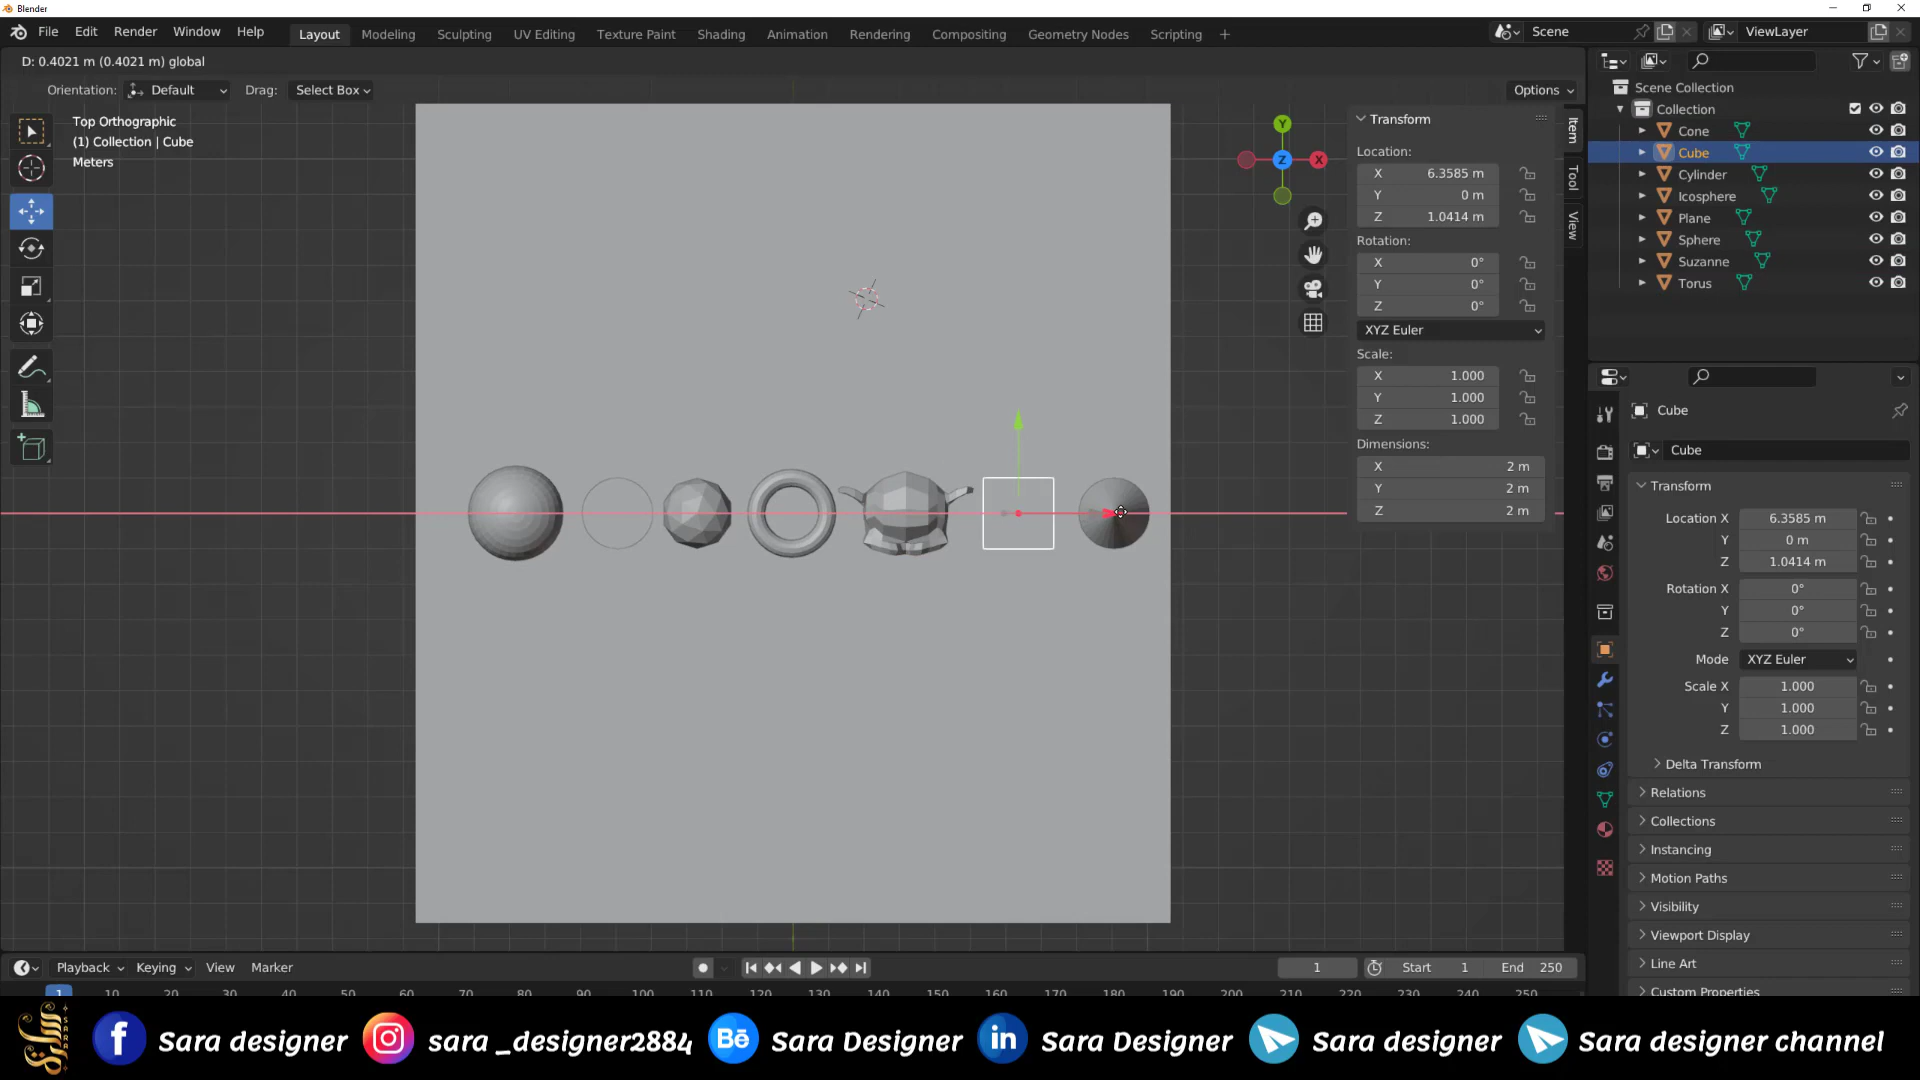 Blender
File Edit Render Window Help
Layout Modeling Sculpting UV Editing Texture Paint Shading Animation Rendering Compositing Geometry Nodes Scripting +
Scene
ViewLayer
D: 0.4021 m (0.4021 m) global
Orientation: Default Drag: Select Box
Options
Top Orthographic
(1) Collection | Cube
Meters
Y
X
Z
Transform
Location:
X 6.3585 m
Y 0 m
Z 1.0414 m
Rotation:
X 0°
Y 0°
Z 0°
XYZ Euler
Scale:
X 1.000
Y 1.000
Z 1.000
Dimensions:
X 2 m
Y 2 m
Z 2 m
Item
Tool
View
Scene Collection
Collection
Cone
Cube
Cylinder
Icosphere
Plane
Sphere
Suzanne
Torus
Cube
Cube
Transform
Location X 6.3585 m
Y 0 m
Z 1.0414 m
Rotation X 0°
Y 0°
Z 0°
Mode XYZ Euler
Scale X 1.000
Y 1.000
Z 1.000
Delta Transform
Relations
Collections
Instancing
Motion Paths
Visibility
Viewport Display
Line Art
Custom Properties
Playback Keying View Marker
1 Start 1 End 250
1 10 20 30 40 50 60 70 80 90 100 110 120 130 140 150 160 170 180 190 200 210 220 230 240 250
Sara designer sara _designer2884 Sara Designer Sara Designer Sara designer Sara designer channel